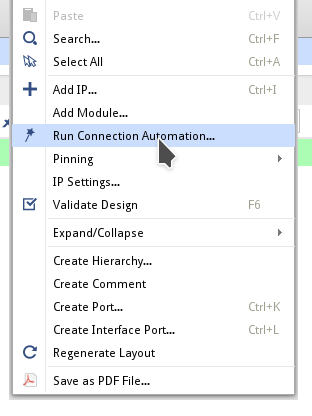 Paste Ctrl+V
Search... Ctrl+F
Select All Ctrl+A
Add IP... Ctrl+I
Add Module...
Run Connection Automation...
Pinning
IP Settings...
Validate Design F6
Expand/Collapse
Create Hierarchy...
Create Comment
Create Port... Ctrl+K
Create Interface Port... Ctrl+L
Regenerate Layout
Save as PDF File...